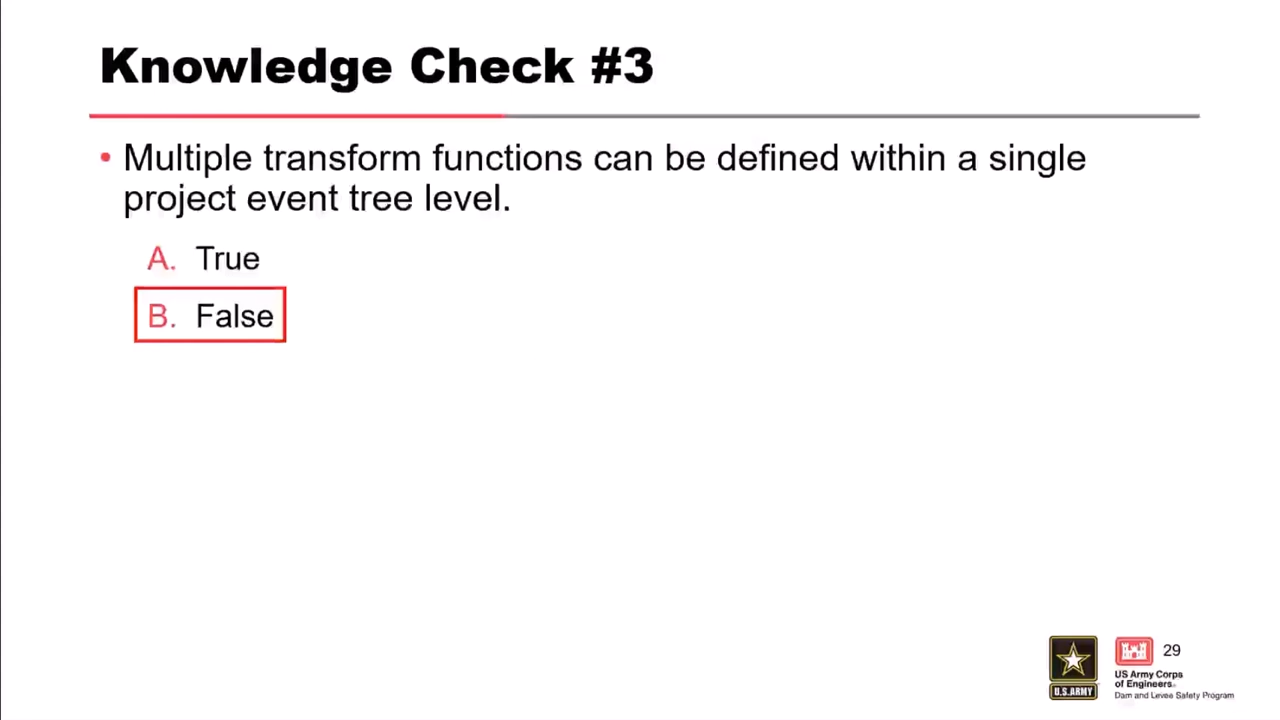 Knowledge Check #3
• Multiple transform functions can be defined within a single
project event tree level.
A. True
B. False
29
U.S.ARMY
US Army Corps
of Engineers®
Dam and Levee Safety Program